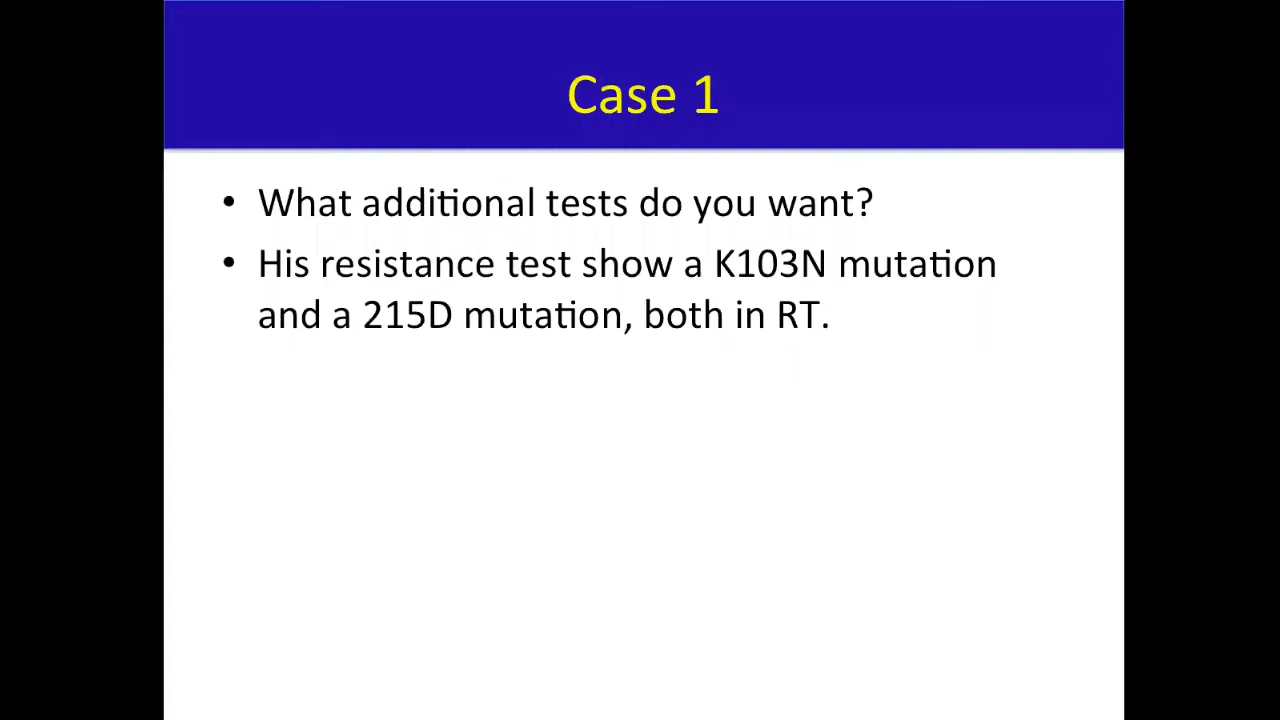 Case 1
• What additional tests do you want?
• His resistance test show a K103N mutation
and a 215D mutation, both in RT.